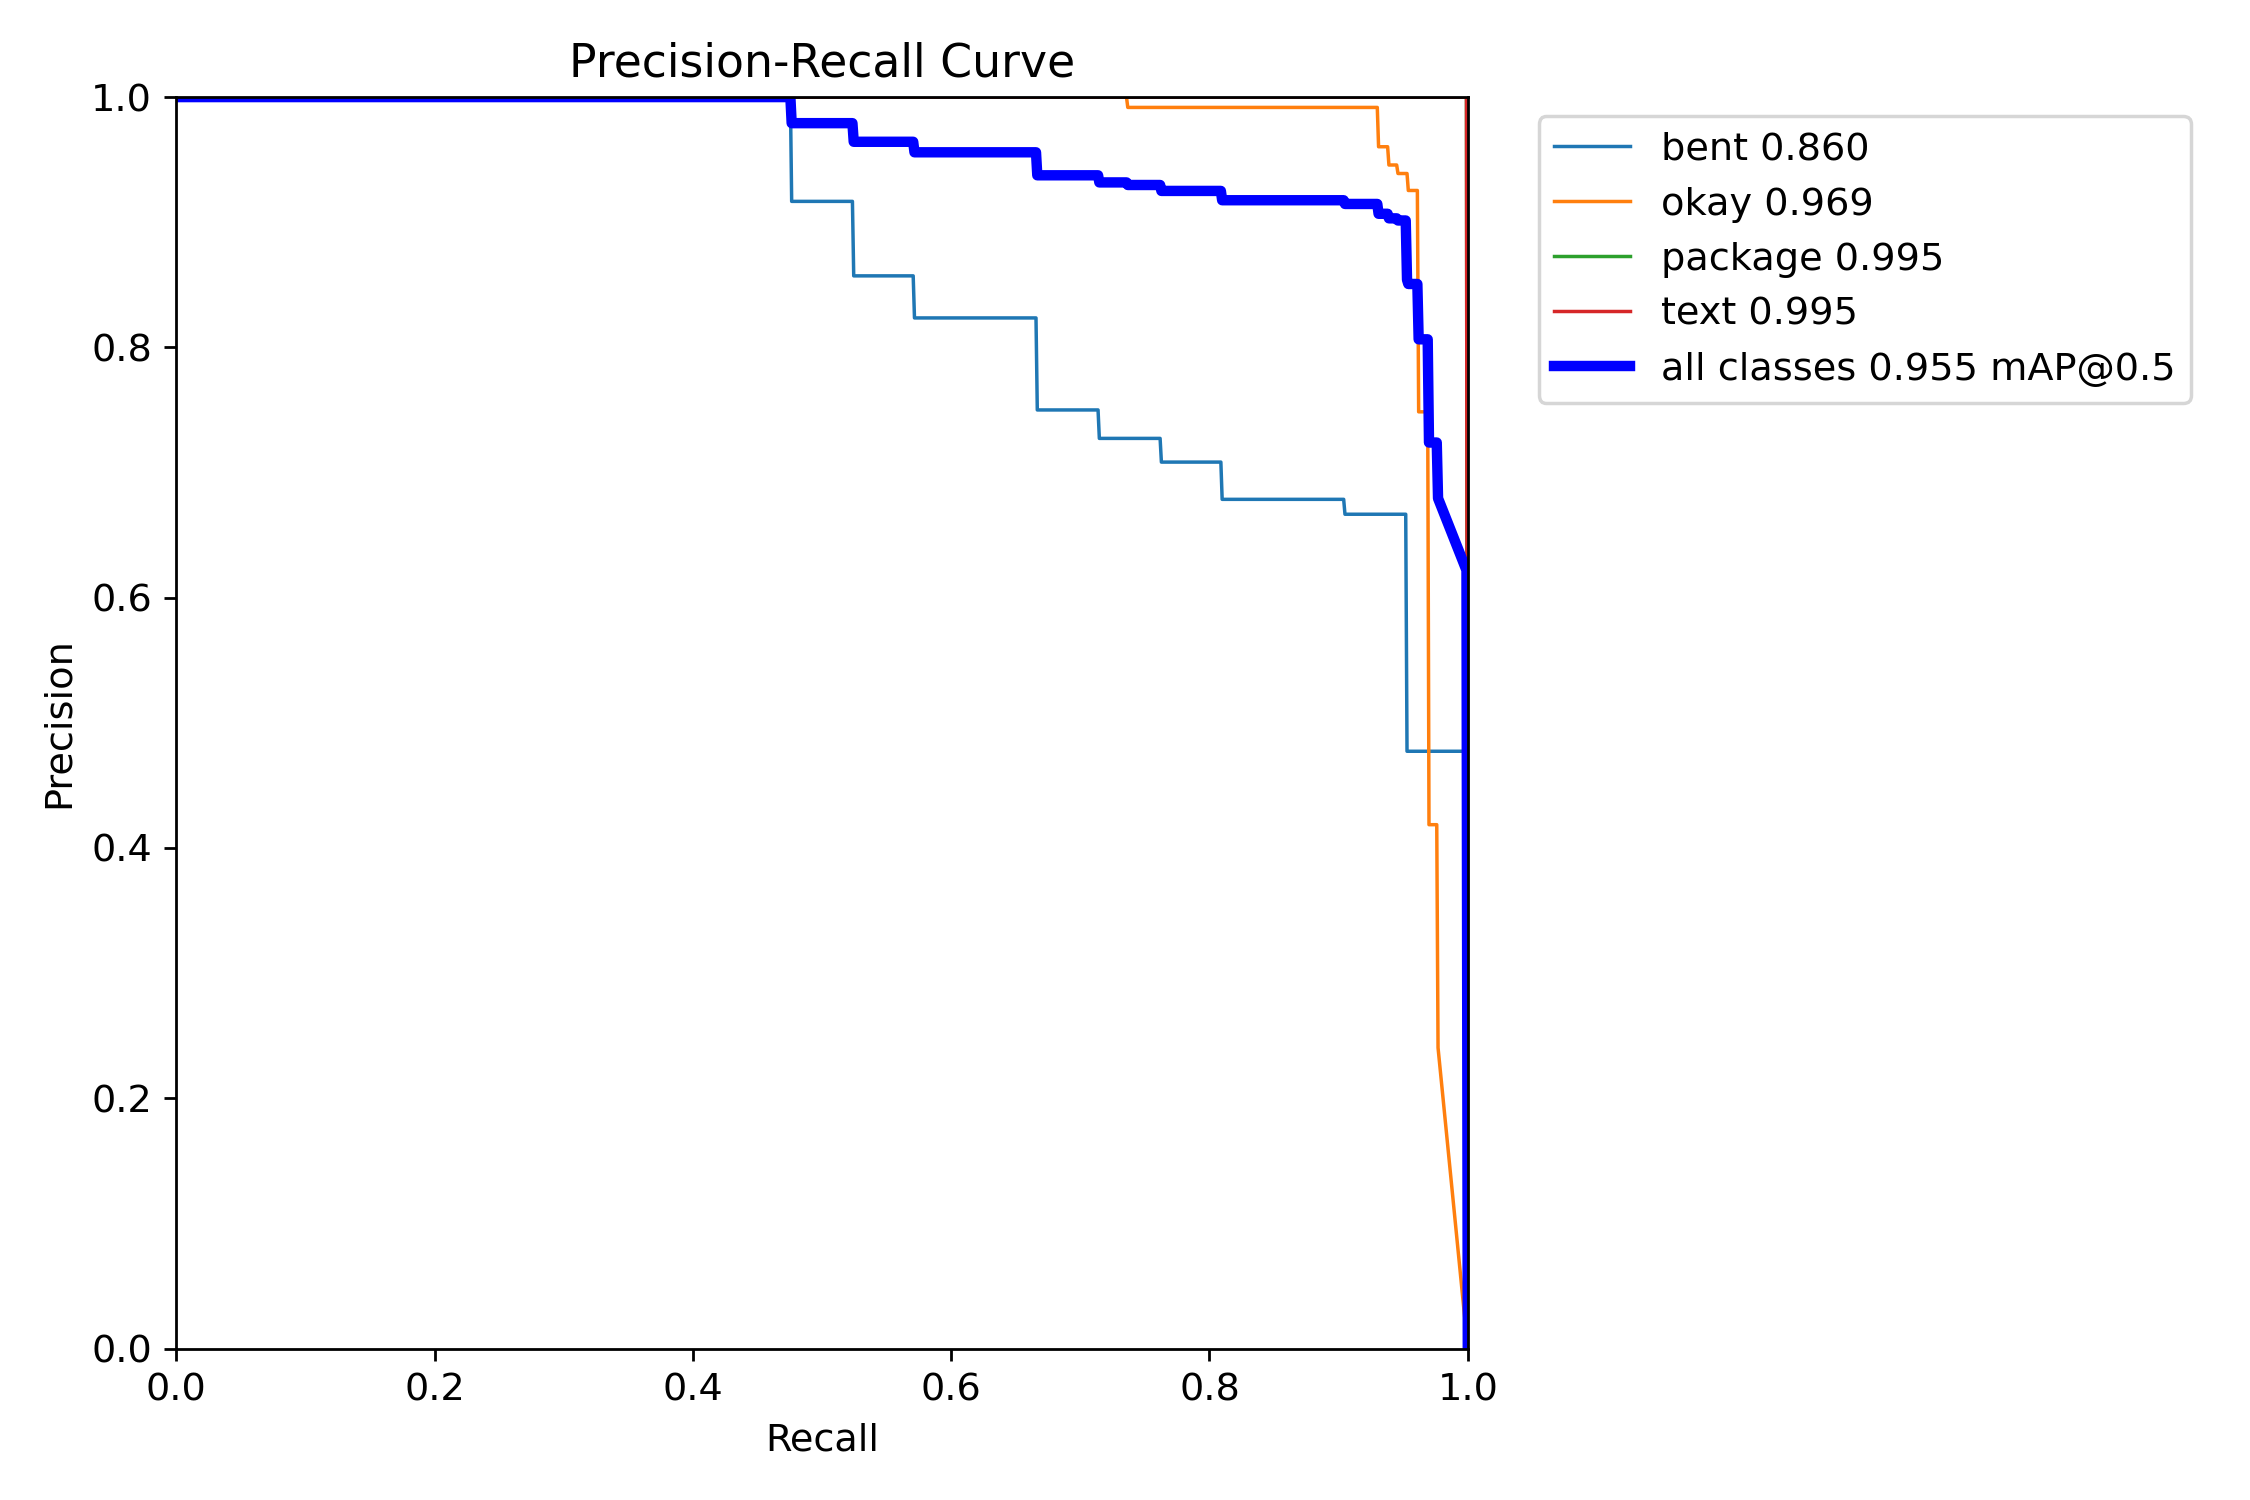 Precision-Recall Curve
1.0
0.8
0.6
0.4
0.2
0.0
Precision
0.0 0.2 0.4 0.6 0.8 1.0
Recall
bent 0.860
okay 0.969
package 0.995
text 0.995
all classes 0.955 mAP@0.5